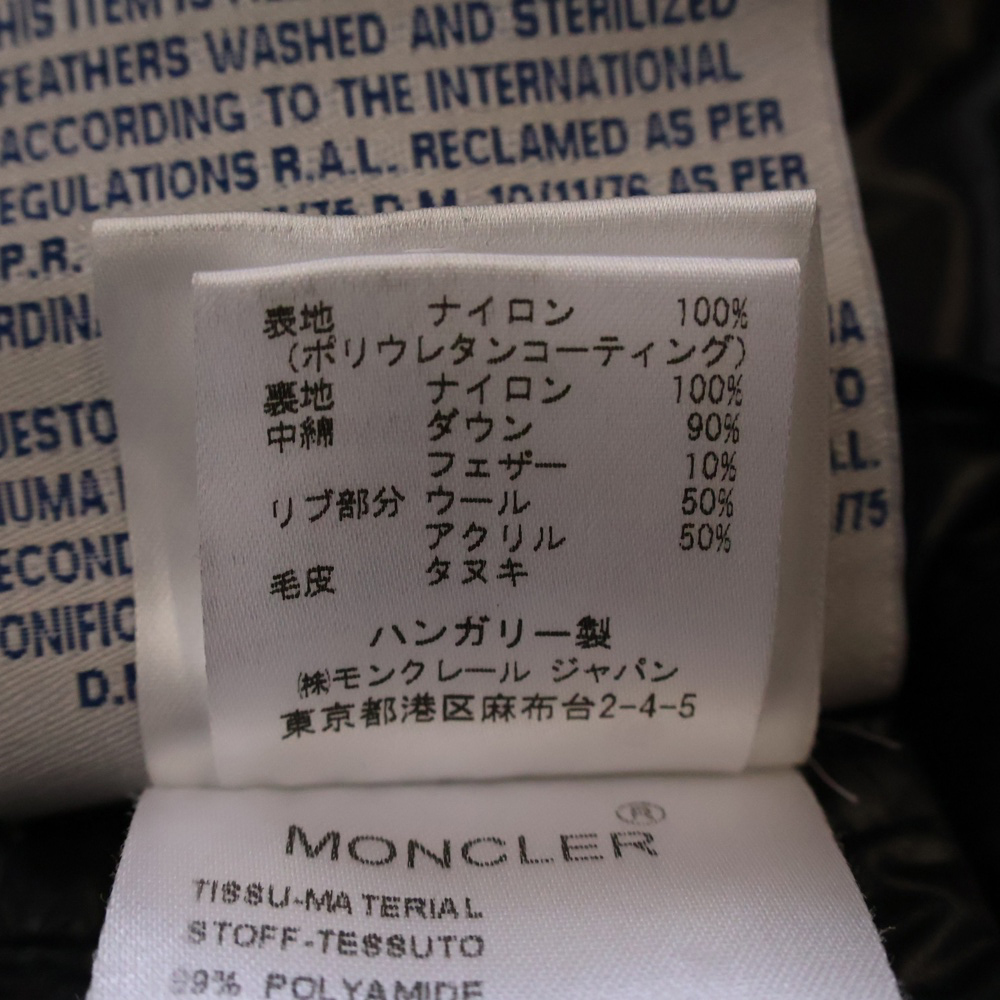 THIS ITEM IS
FEATHERS WASHED AND STERILIZED
ACCORDING TO THE INTERNATIONAL
REGULATIONS R.A.L. RECLAMED AS PER
/75 D.M. 10/11/76 AS PER
P.R.
RDIN
UESTO
NUMA
ECOND
ONIFIC
D.M
A
TO
LL.
/75
表地 ナイロン 100%
(ポリウレタンコーティング)
裏地 ナイロン 100%
中綿 ダウン 90%
フェザー 10%
リブ部分 ウール 50%
アクリル 50%
毛皮 タヌキ
ハンガリー製
㈱モンクレール ジャパン
東京都港区麻布台2-4-5
MONCLER®
TISSU-MATERIAL
STOFF-TESSUTO
99% POLYAMIDE